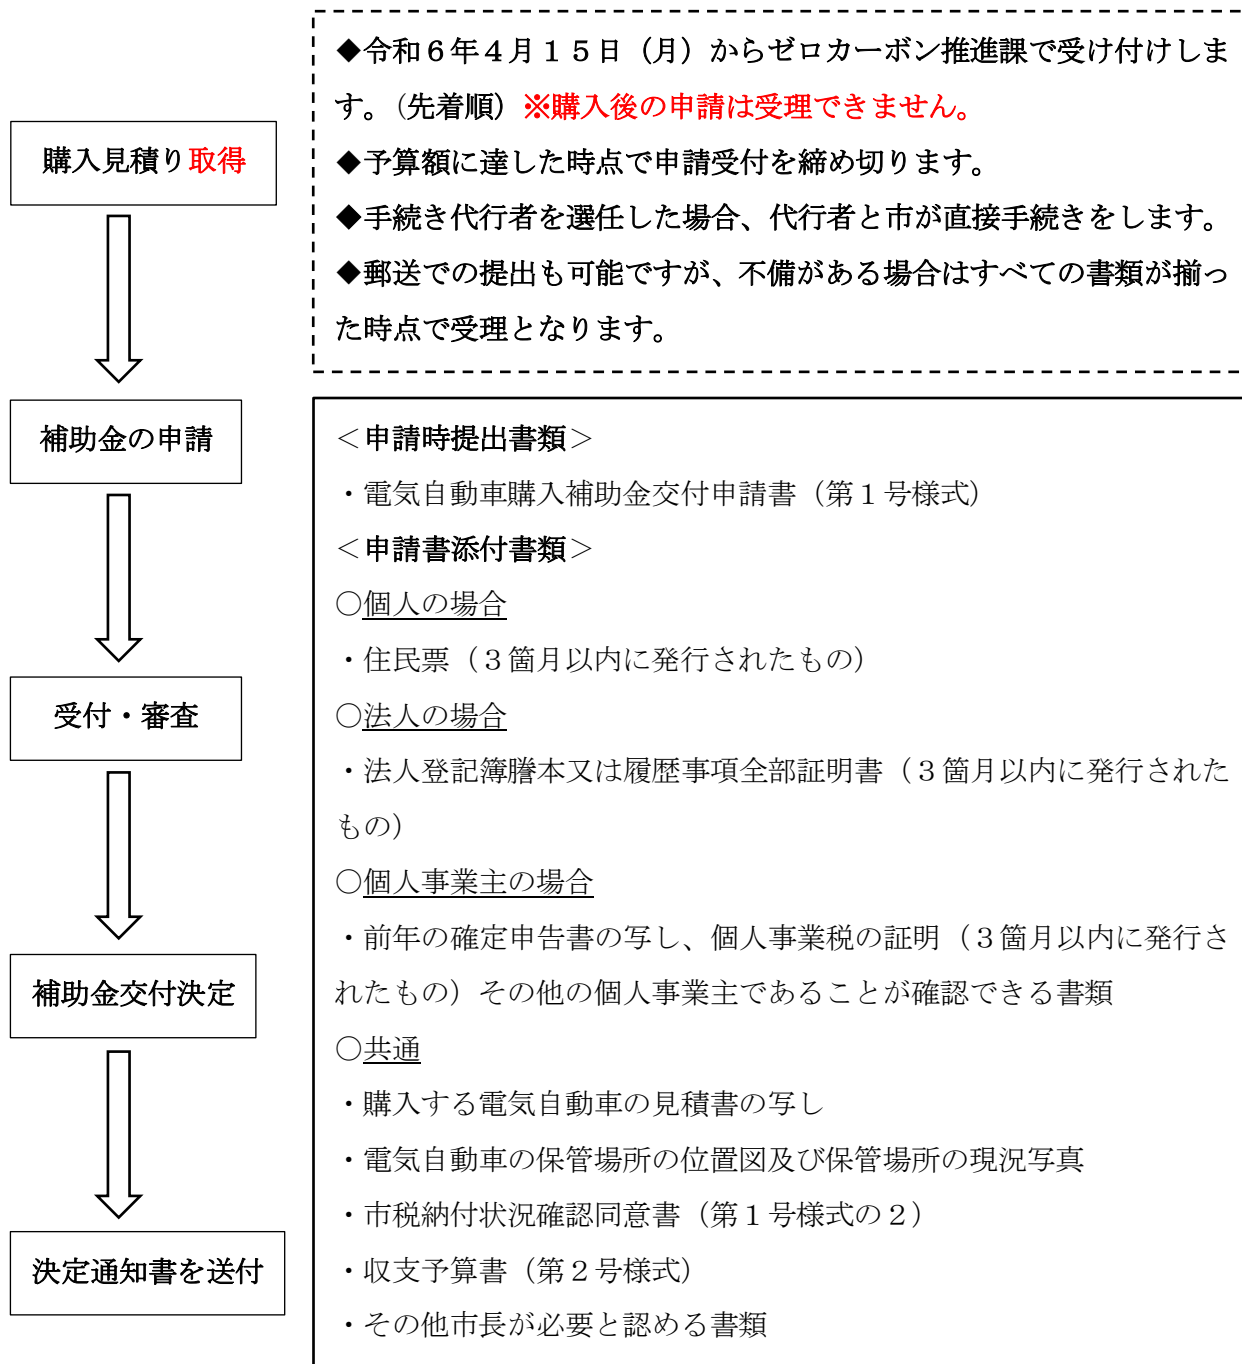 ◆令和６年４月１５日（月）からゼロカーボン推進課で受け付けしま
す。（先着順）※購入後の申請は受理できません。
◆予算額に達した時点で申請受付を締め切ります。
◆手続き代行者を選任した場合、代行者と市が直接手続きをします。
◆郵送での提出も可能ですが、不備がある場合はすべての書類が揃っ
た時点で受理となります。
購入見積り取得
補助金の申請
受付・審査
補助金交付決定
決定通知書を送付
＜申請時提出書類＞
・電気自動車購入補助金交付申請書（第１号様式）
＜申請書添付書類＞
○個人の場合
・住民票（３箇月以内に発行されたもの）
○法人の場合
・法人登記簿謄本又は履歴事項全部証明書（３箇月以内に発行された
もの）
○個人事業主の場合
・前年の確定申告書の写し、個人事業税の証明（３箇月以内に発行さ
れたもの）その他の個人事業主であることが確認できる書類
○共通
・購入する電気自動車の見積書の写し
・電気自動車の保管場所の位置図及び保管場所の現況写真
・市税納付状況確認同意書（第１号様式の２）
・収支予算書（第２号様式）
・その他市長が必要と認める書類